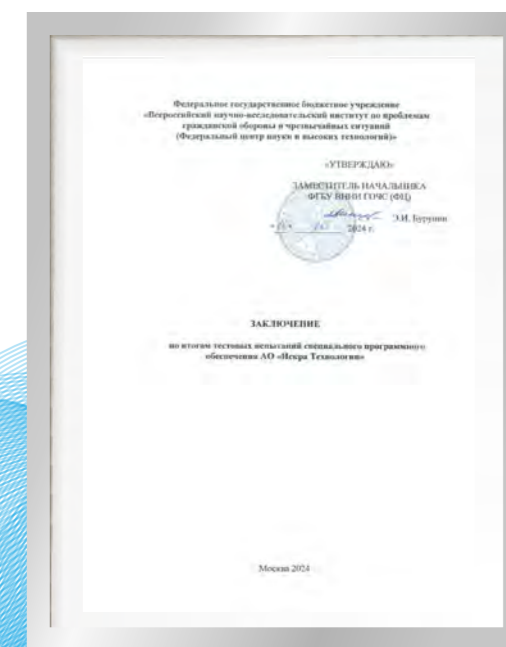 Федеральное государственное бюджетное учреждение
«Всероссийский научно-исследовательский институт по проблемам
гражданской обороны и чрезвычайных ситуаций
(Федеральный центр науки и высоких технологий)»
«УТВЕРЖДАЮ»
ЗАМЕСТИТЕЛЬ НАЧАЛЬНИКА
ФГБУ ВНИИ ГОЧС (ФЦ)
Э.И.
2024 г.
ЗАКЛЮЧЕНИЕ
по итогам тестовых испытаний специального программного
обеспечения АО «Искра Технологии»
Москва 2024